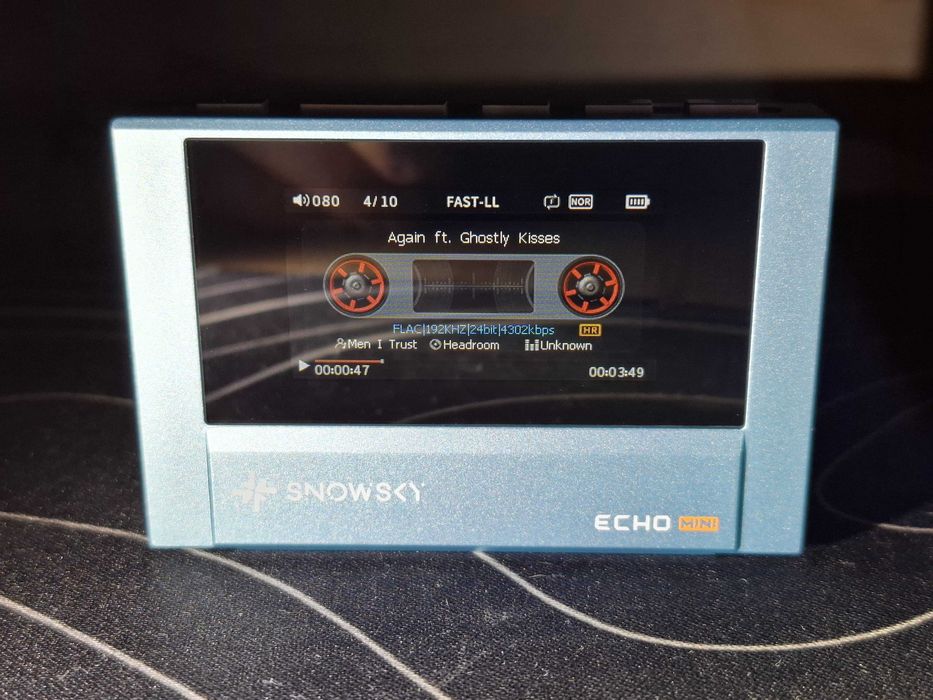 080 4/10 FAST-LL NOR
Again ft. Ghostly Kisses
FLAC|192KHZ|24bit|4302kbps HR
Men I Trust Headroom Unknown
00:00:47 00:03:49
SNOWSKY
ECHO MINI